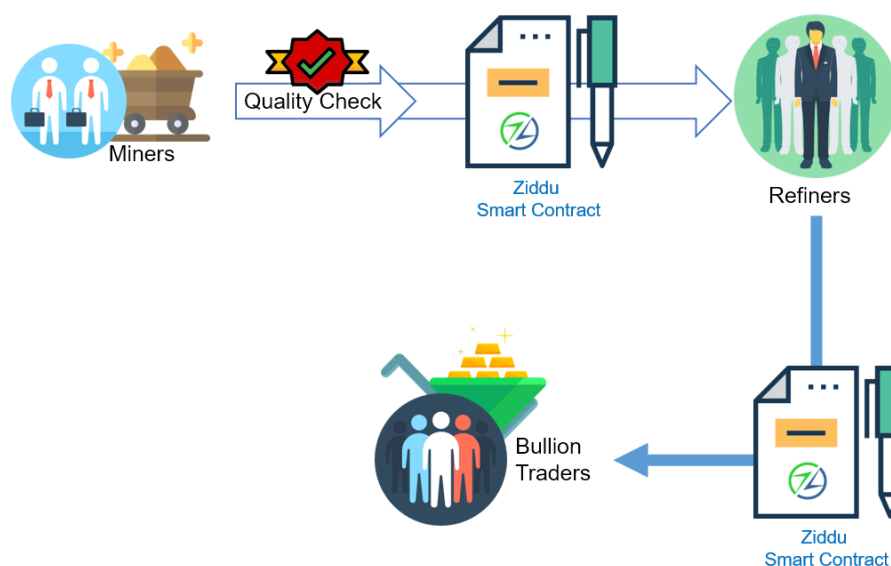 Quality Check
Miners
Ziddu
Smart Contract
Refiners
Bullion
Traders
Ziddu
Smart Contract